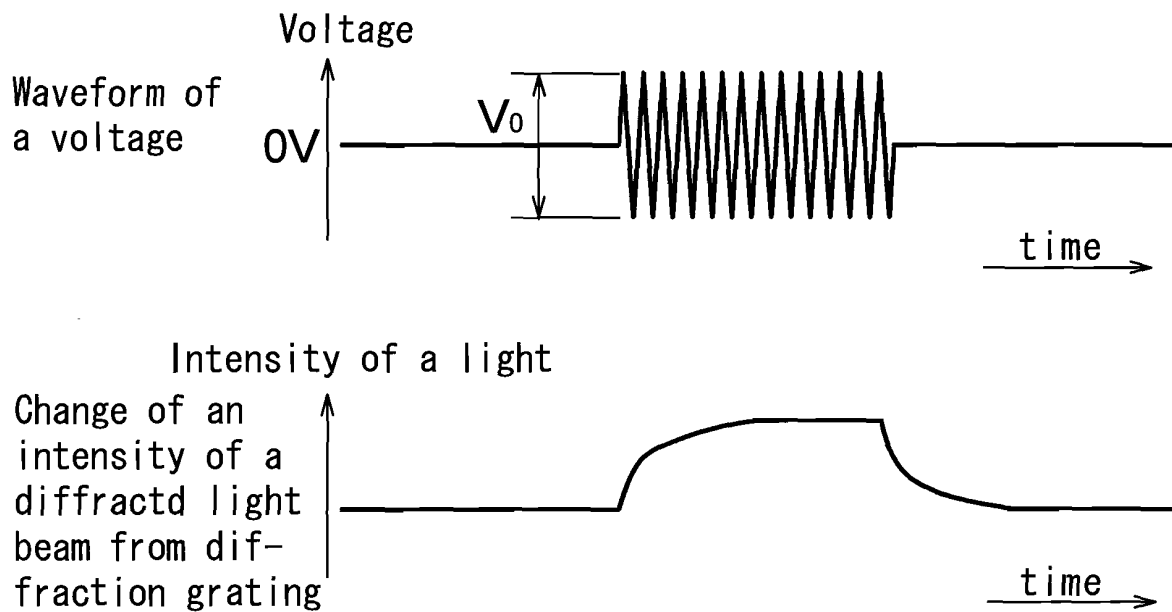 Voltage
Waveform of
a voltage
0V
V0
time
Intensity of a light
Change of an
intensity of a
diffractd light
beam from dif-
fraction grating
time